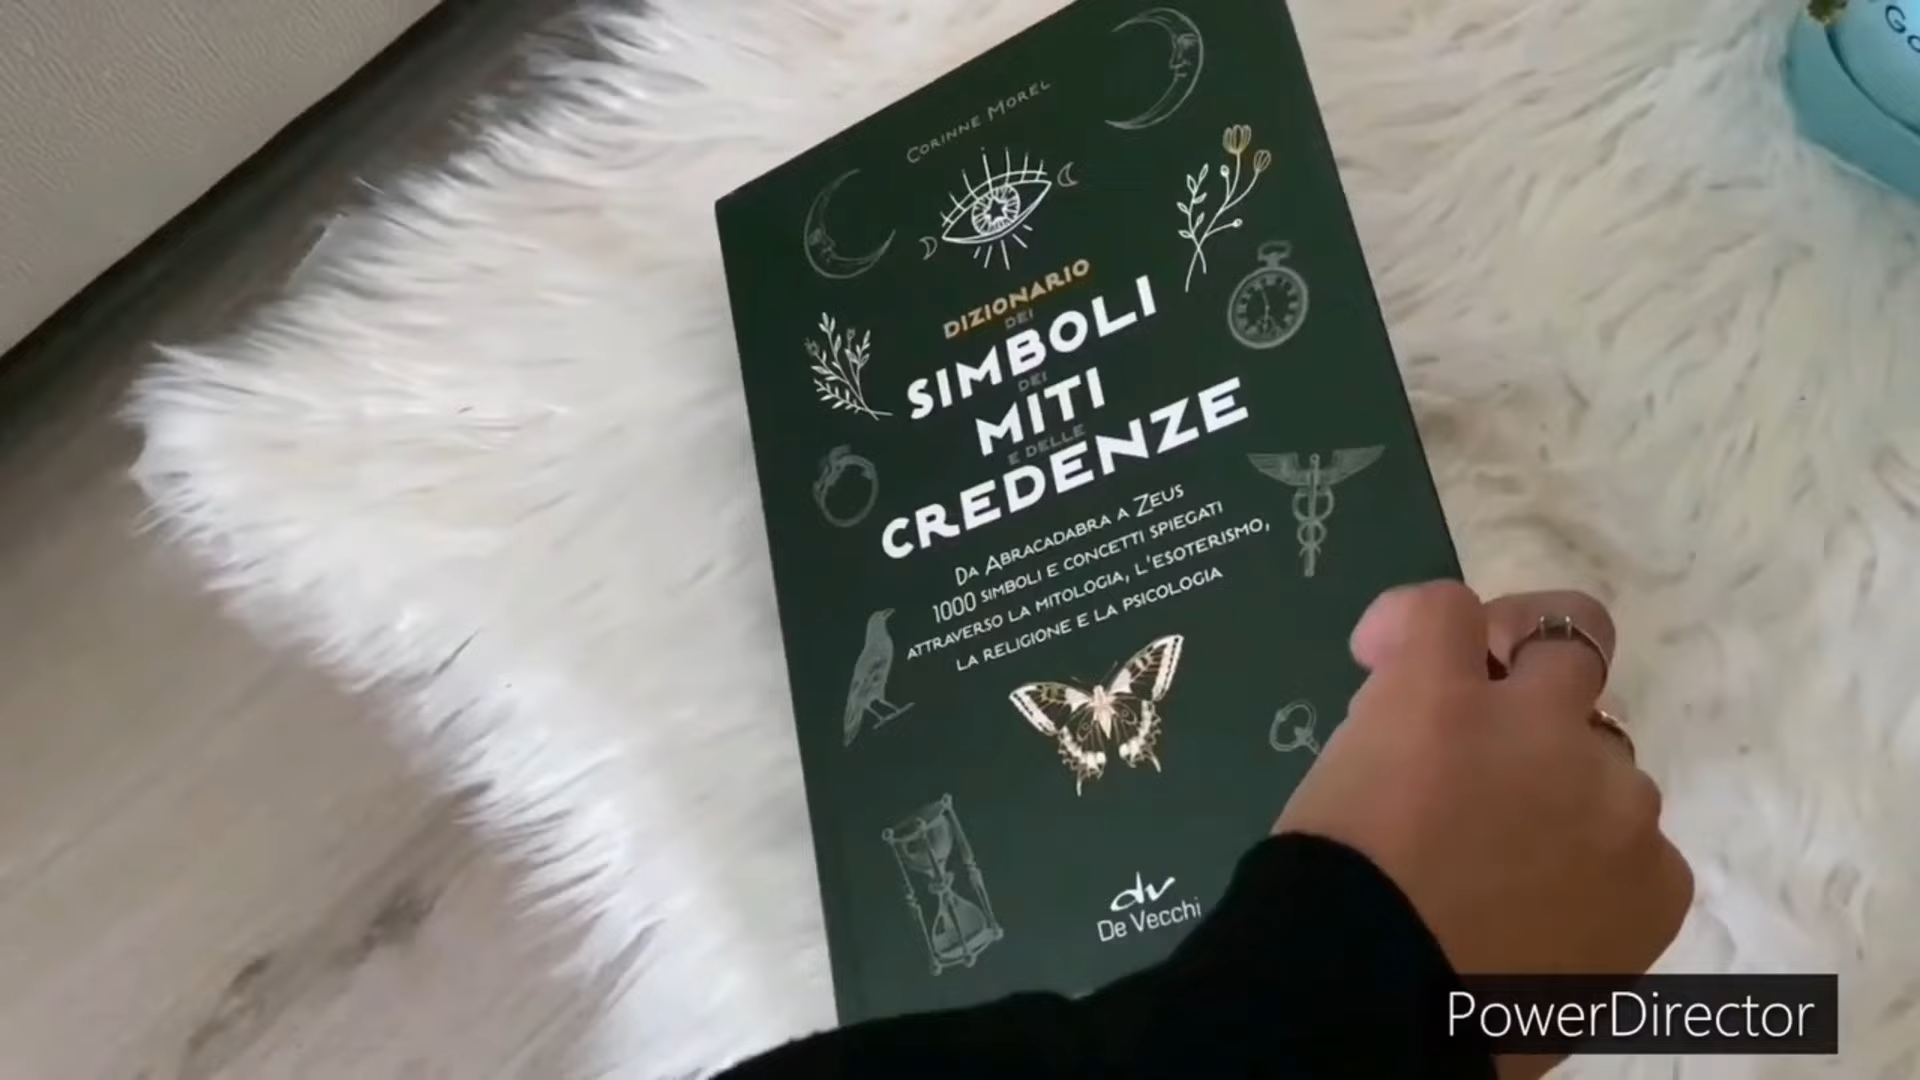 CORINNE MOREL
DIZIONARIO
DEI
SIMBOLI
DEI
MITI
E DELLE
CREDENZE
DA ABRACADABRA A ZEUS
1000 SIMBOLI E CONCETTI SPIEGATI
ATTRAVERSO LA MITOLOGIA, L'ESOTERISMO,
LA RELIGIONE E LA PSICOLOGIA
dv
De Vecchi
PowerDirector